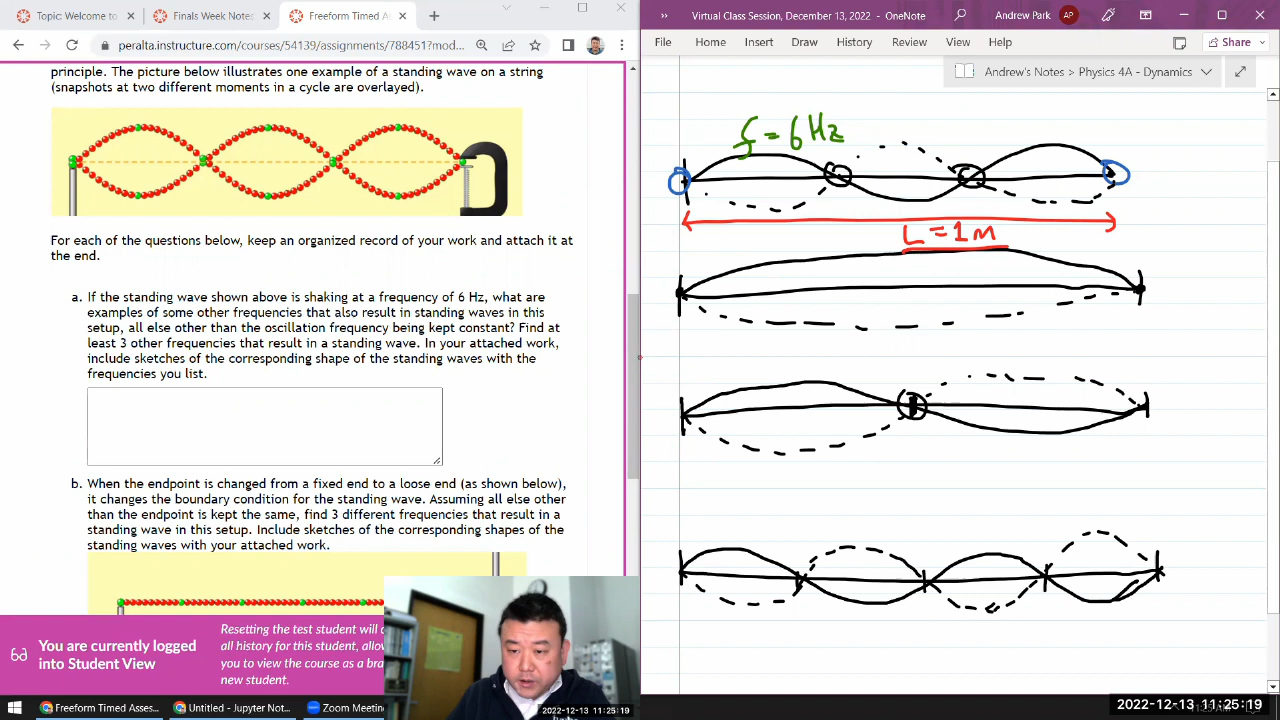 Topic: Welcome to
Finals Week Notes
Freeform Timed A
peralta.instructure.com/courses/54139/assignments/788451?mod...
principle. The picture below illustrates one example of a standing wave on a string
(snapshots at two different moments in a cycle are overlayed).
For each of the questions below, keep an organized record of your work and attach it at
the end.
a. If the standing wave shown above is shaking at a frequency of 6 Hz, what are
examples of some other frequencies that also result in standing waves in this
setup, all else other than the oscillation frequency being kept constant? Find at
least 3 other frequencies that result in a standing wave. In your attached work,
include sketches of the corresponding shape of the standing waves with the
frequencies you list.
b. When the endpoint is changed from a fixed end to a loose end (as shown below),
it changes the boundary condition for the standing wave. Assuming all else other
than the endpoint is kept the same, find 3 different frequencies that result in a
standing wave in this setup. Include sketches of the corresponding shapes of the
standing waves with your attached work.
You are currently logged
into Student View
Resetting the test student will c
all history for this student, allow
you to view the course as a bra
new student.
Freeform Timed Asses...
Untitled - Jupyter Not...
Zoom Meetin
2022-12-13 11:25:19
Virtual Class Session, December 13, 2022 - OneNote
Andrew Park
AP
File
Home
Insert
Draw
History
Review
View
Help
Share
Andrew's Notes > Physics 4A - Dynamics
f = 6 Hz
L = 1 m
2022-12-13 11:25:19